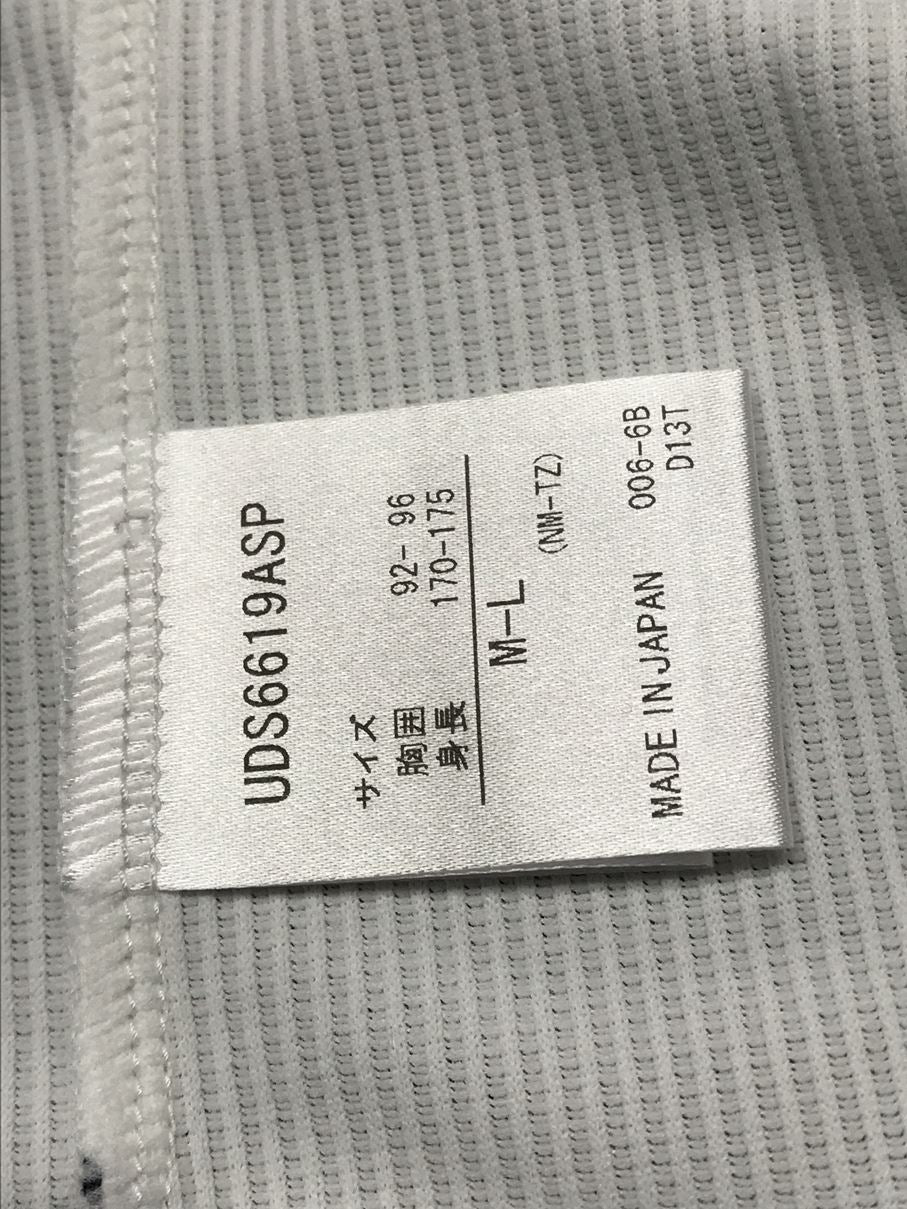 UDS6619ASP
サイズ
胸囲 92- 96
身長 170-175
M-L
(NM-TZ)
MADE IN JAPAN 006-6B
D13T